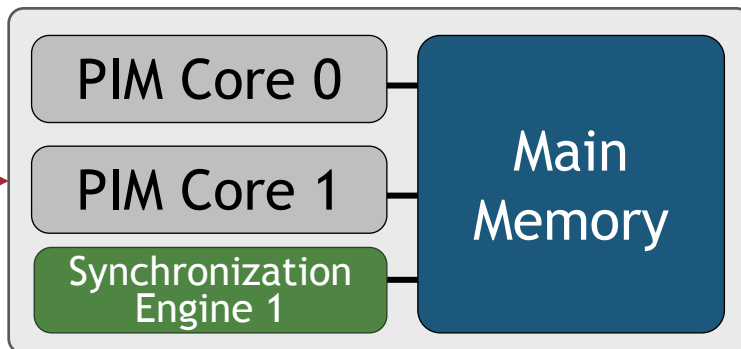 PIM Core 0
PIM Core 1
Synchronization
Engine 1
Main
Memory